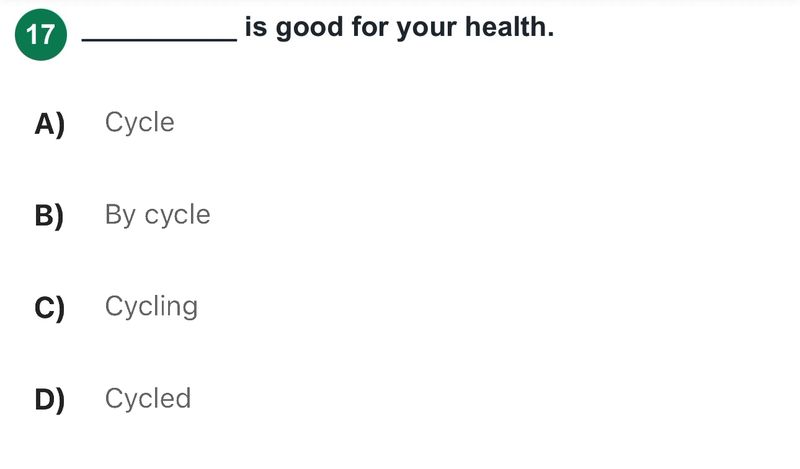 17 __________ is good for your health.
A) Cycle
B) By cycle
C) Cycling
D) Cycled